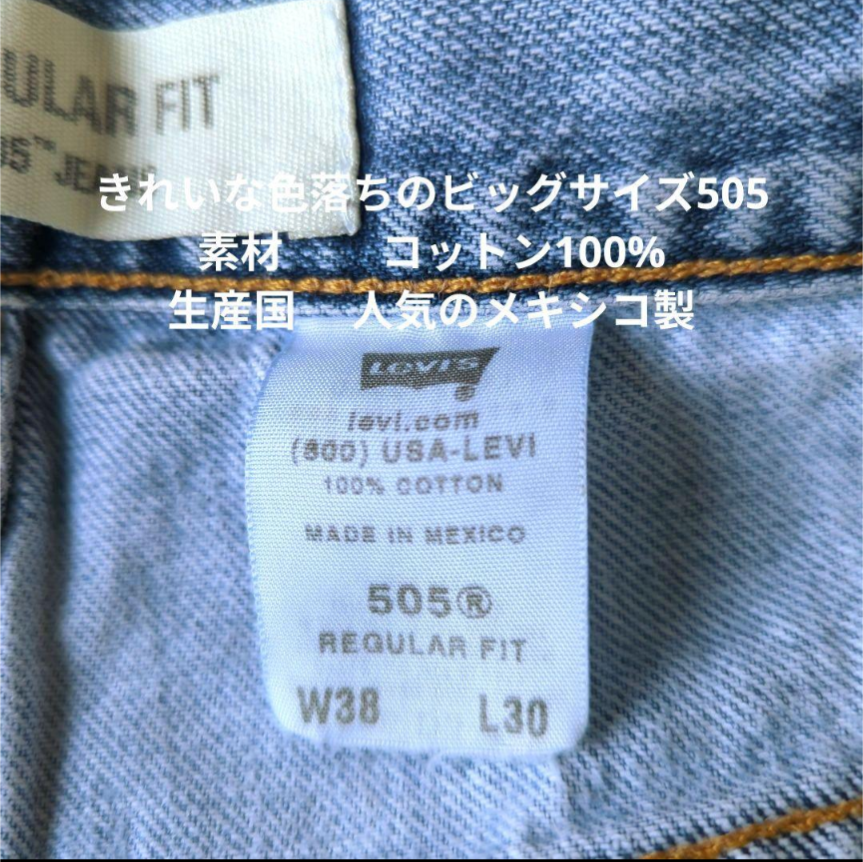 ULAR FIT
05™ JEANS
きれいな色落ちのビッグサイズ505
素材 コットン100%
生産国 人気のメキシコ製
LEVI'S
®
levi.com
(800) USA-LEVI
100% COTTON
MADE IN MEXICO
505®
REGULAR FIT
W38 L30